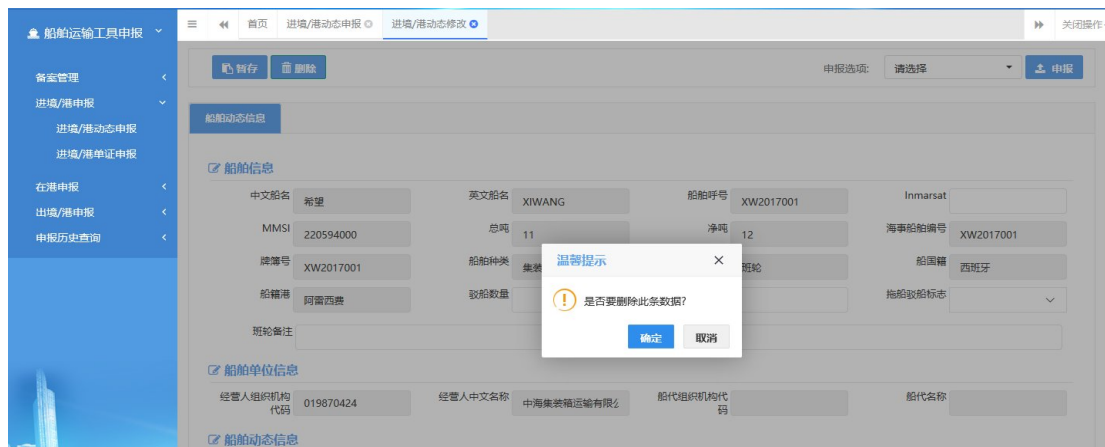 船舶运输工具申报
首页 进境/港动态申报 进境/港动态修改 关闭操作
暂存 删除 申报选项: 请选择 申报
备案管理
进境/港申报
进境/港动态申报
进境/港单证申报
在港申报
出境/港申报
申报历史查询
船舶动态信息
船舶信息
中文船名 希望 英文船名 XIWANG 船舶呼号 XW2017001 Inmarsat
MMSI 220594000 总吨 11 净吨 12 海事船舶编号 XW2017001
牌簿号 XW2017001 船舶种类 集装 班轮 船国籍 西班牙
船籍港 阿雷西费 驳船数量 拖船驳船标志
班轮备注
温馨提示
是否要删除此条数据?
确定 取消
船舶单位信息
经营人组织机构代码 019870424 经营人中文名称 中海集装箱运输有限 船代组织机构代码 船代名称
船舶动态信息